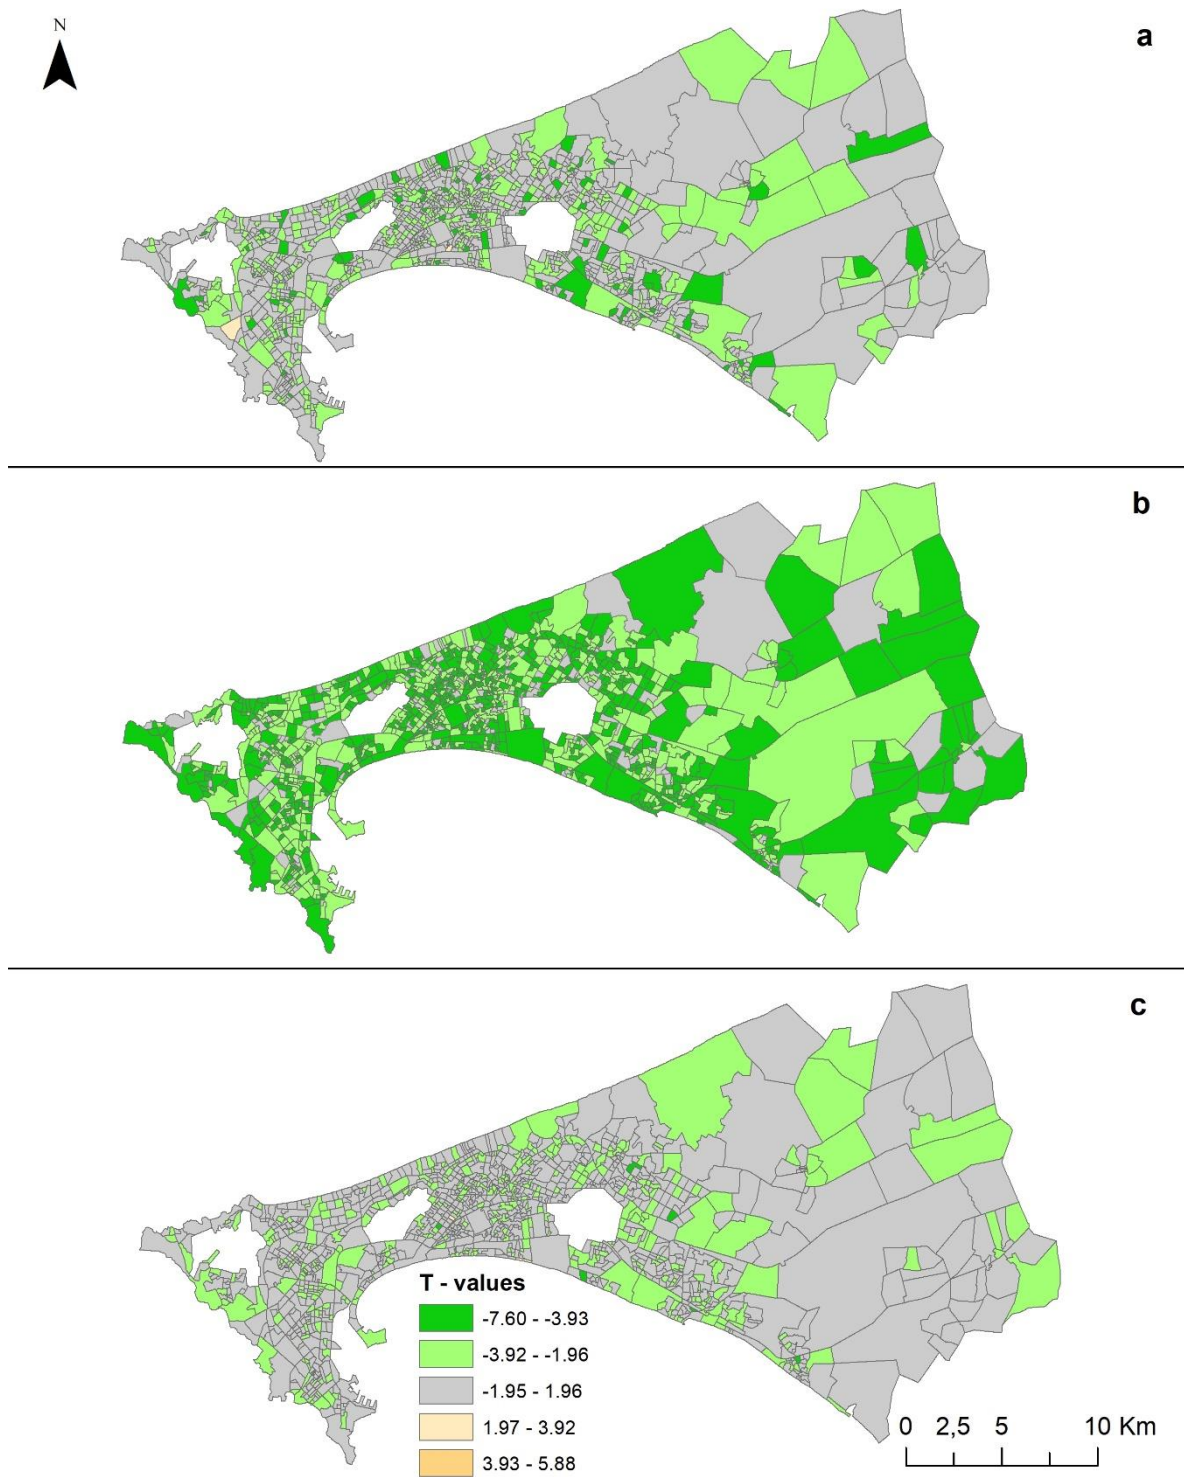 N
a
b
c
T - values
-7.60 - -3.93
-3.92 - -1.96
-1.95 - 1.96
1.97 - 3.92
3.93 - 5.88
0 2,5 5 10 Km